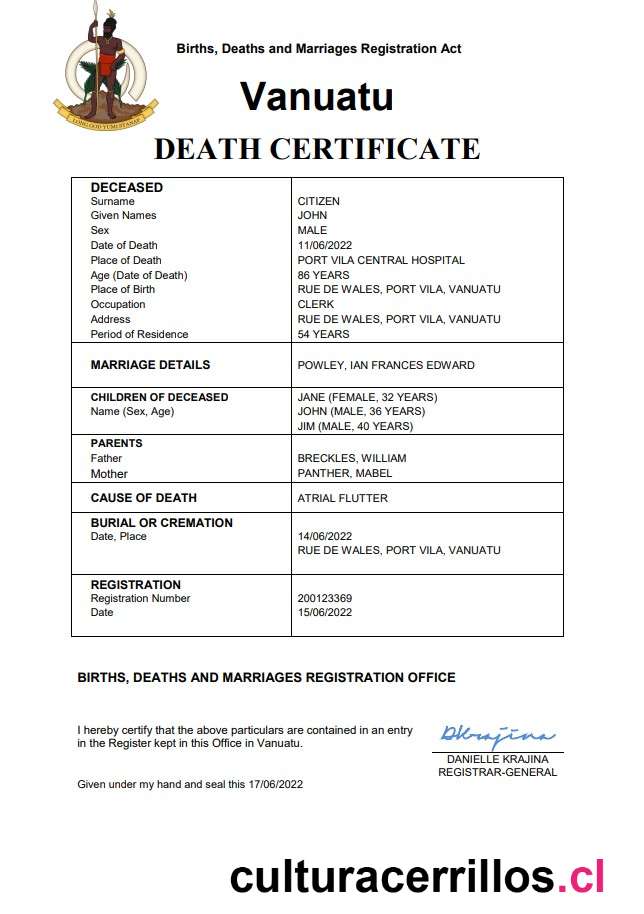 Births, Deaths and Marriages Registration Act
LONG GOD YUMI STANAP
Vanuatu
DEATH CERTIFICATE
DECEASED
Surname CITIZEN
Given Names JOHN
Sex MALE
Date of Death 11/06/2022
Place of Death PORT VILA CENTRAL HOSPITAL
Age (Date of Death) 86 YEARS
Place of Birth RUE DE WALES, PORT VILA, VANUATU
Occupation CLERK
Address RUE DE WALES, PORT VILA, VANUATU
Period of Residence 54 YEARS
MARRIAGE DETAILS POWLEY, IAN FRANCES EDWARD
CHILDREN OF DECEASED JANE (FEMALE, 32 YEARS)
Name (Sex, Age) JOHN (MALE, 36 YEARS)
JIM (MALE, 40 YEARS)
PARENTS
Father BRECKLES, WILLIAM
Mother PANTHER, MABEL
CAUSE OF DEATH ATRIAL FLUTTER
BURIAL OR CREMATION
Date, Place 14/06/2022
RUE DE WALES, PORT VILA, VANUATU
REGISTRATION
Registration Number 200123369
Date 15/06/2022
BIRTHS, DEATHS AND MARRIAGES REGISTRATION OFFICE
I hereby certify that the above particulars are contained in an entry
in the Register kept in this Office in Vanuatu.
DKrajina
DANIELLE KRAJINA
REGISTRAR-GENERAL
Given under my hand and seal this 17/06/2022
culturacerrillos.cl